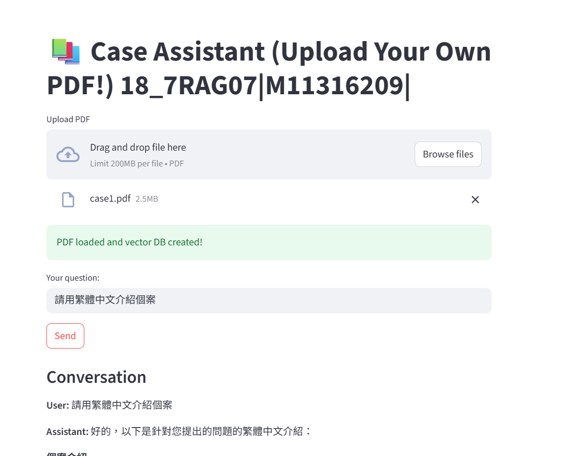 📚 Case Assistant (Upload Your Own
PDF!) 18_7RAG07|M11316209|
Upload PDF
Drag and drop file here
Limit 200MB per file • PDF
Browse files
case1.pdf 2.5MB
PDF loaded and vector DB created!
Your question:
請用繁體中文介紹個案
Send
Conversation
User: 請用繁體中文介紹個案
Assistant: 好的，以下是針對您提出的問題的繁體中文介紹：